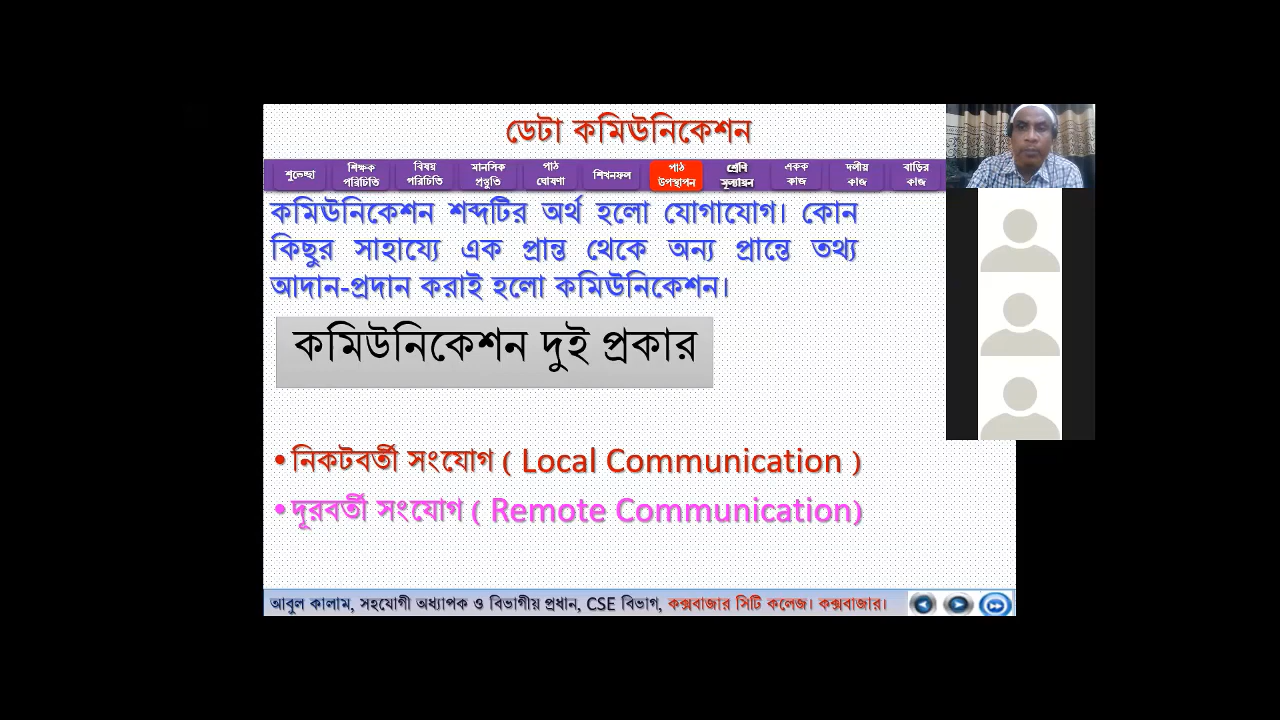 ডেটা কমিউনিকেশন
শুভেচ্ছা
শিক্ষক
পরিচিতি
বিষয়
পরিচিতি
মানসিক
প্রস্তুতি
পাঠ
ঘোষণা
শিখনফল
পাঠ
উপস্থাপন
শ্রেণি
মূল্যায়ন
একক
কাজ
দলীয়
কাজ
বাড়ির
কাজ
কমিউনিকেশন শব্দটির অর্থ হলো যোগাযোগ। কোন
কিছুর সাহায্যে এক প্রান্ত থেকে অন্য প্রান্তে তথ্য
আদান-প্রদান করাই হলো কমিউনিকেশন।
কমিউনিকেশন দুই প্রকার
•নিকটবর্তী সংযোগ ( Local Communication )
•দূরবর্তী সংযোগ ( Remote Communication)
আবুল কালাম, সহযোগী অধ্যাপক ও বিভাগীয় প্রধান, CSE বিভাগ, কক্সবাজার সিটি কলেজ। কক্সবাজার।